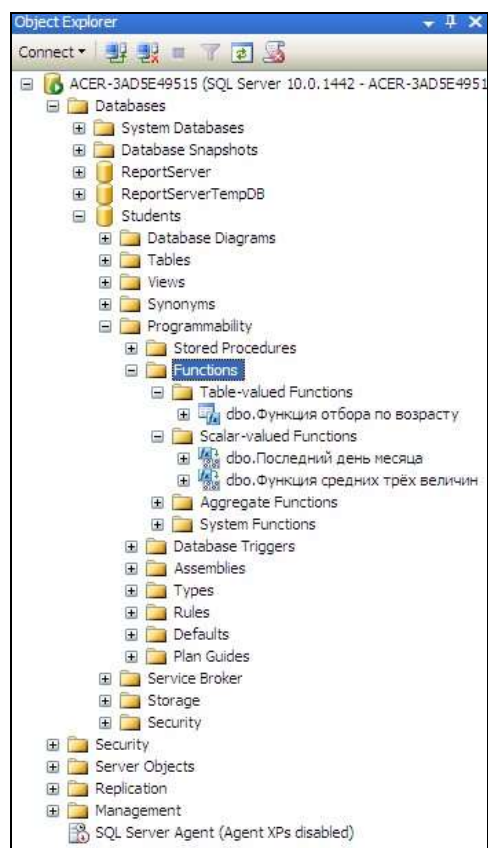 Object Explorer
Connect
ACER-3AD5E49515 (SQL Server 10.0.1442 - ACER-3AD5E4951
Databases
System Databases
Database Snapshots
ReportServer
ReportServerTempDB
Students
Database Diagrams
Tables
Views
Synonyms
Programmability
Stored Procedures
Functions
Table-valued Functions
dbo.Функция отбора по возрасту
Scalar-valued Functions
dbo.Последний день месяца
dbo.Функция средних трёх величин
Aggregate Functions
System Functions
Database Triggers
Assemblies
Types
Rules
Defaults
Plan Guides
Service Broker
Storage
Security
Security
Server Objects
Replication
Management
SQL Server Agent (Agent XPs disabled)